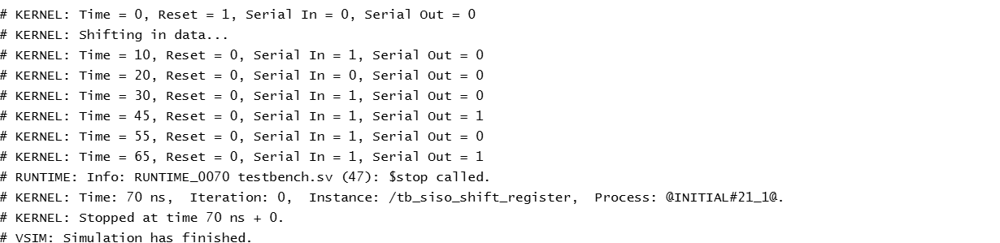 # KERNEL: Time = 0, Reset = 1, Serial In = 0, Serial Out = 0
# KERNEL: Shifting in data...
# KERNEL: Time = 10, Reset = 0, Serial In = 1, Serial Out = 0
# KERNEL: Time = 20, Reset = 0, Serial In = 0, Serial Out = 0
# KERNEL: Time = 30, Reset = 0, Serial In = 1, Serial Out = 0
# KERNEL: Time = 45, Reset = 0, Serial In = 1, Serial Out = 1
# KERNEL: Time = 55, Reset = 0, Serial In = 1, Serial Out = 0
# KERNEL: Time = 65, Reset = 0, Serial In = 1, Serial Out = 1
# RUNTIME: Info: RUNTIME_0070 testbench.sv (47): $stop called.
# KERNEL: Time: 70 ns,  Iteration: 0,  Instance: /tb_siso_shift_register,  Process: @INITIAL#21_1@.
# KERNEL: Stopped at time 70 ns + 0.
# VSIM: Simulation has finished.